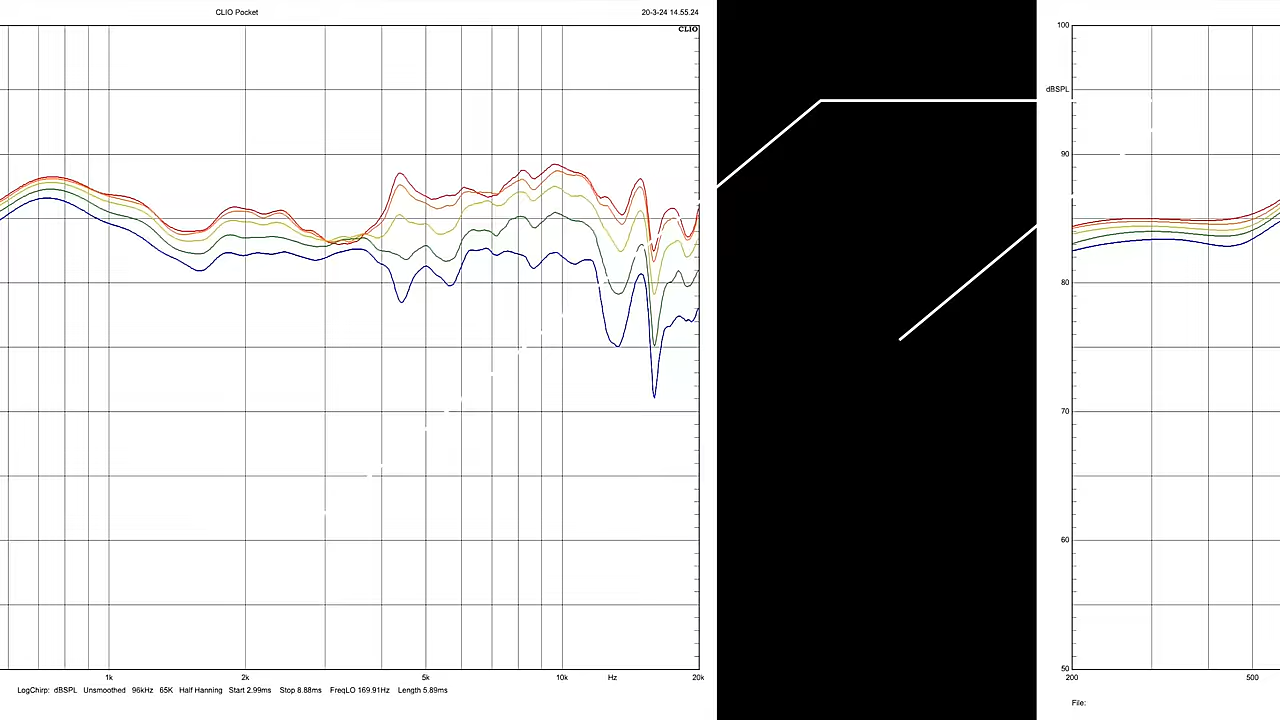 CLIO Pocket
20-3-24 14.55.24
CLIO
1k 2k 5k 10k Hz 20k
LogChirp: dBSPL Unsmoothed 96kHz 65K Half Hanning Start 2.99ms Stop 8.88ms FreqLO 169.91Hz Length 5.89ms
100
dBSPL
90
80
70
60
50
200 500
File: